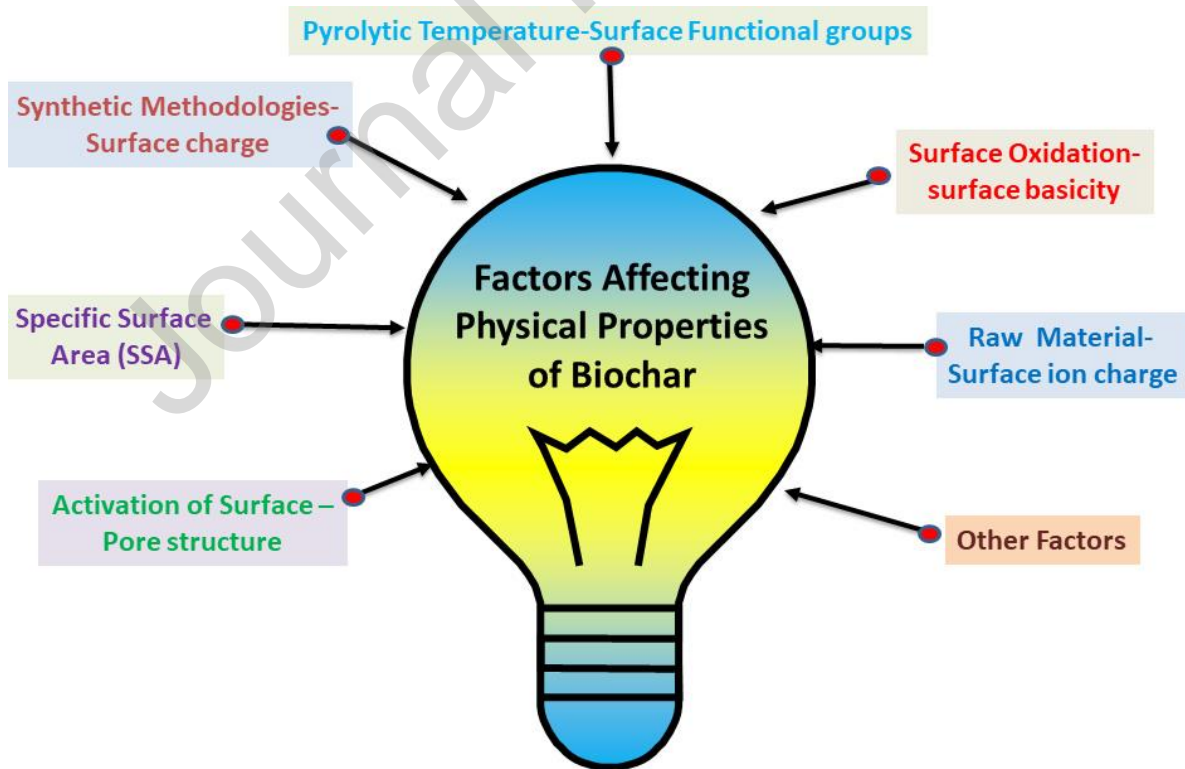 Pyrolytic Temperature-Surface Functional groups
Synthetic Methodologies-
Surface charge
Surface Oxidation-
surface basicity
Factors Affecting
Physical Properties
of Biochar
Specific Surface
Area (SSA)
Raw Material-
Surface ion charge
Activation of Surface –
Pore structure
Other Factors
Journal